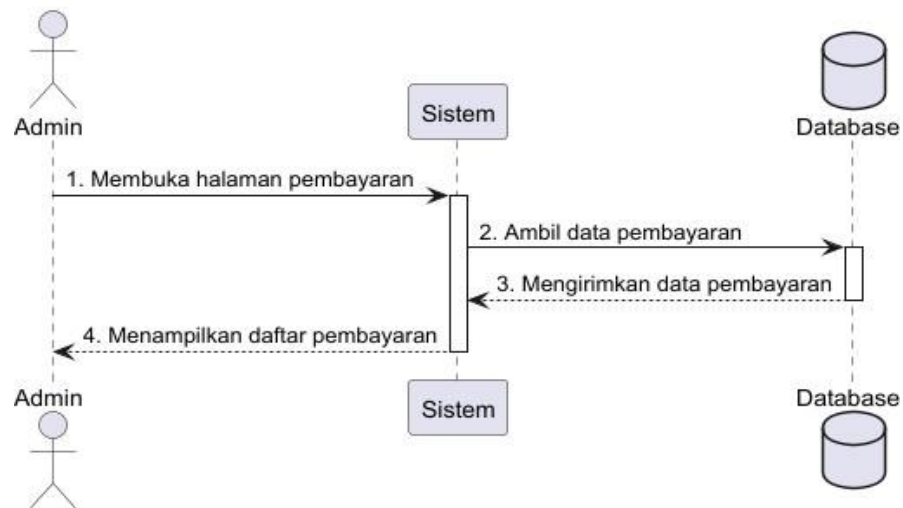 Admin
Sistem
Database
1. Membuka halaman pembayaran
2. Ambil data pembayaran
3. Mengirimkan data pembayaran
4. Menampilkan daftar pembayaran
Admin
Sistem
Database